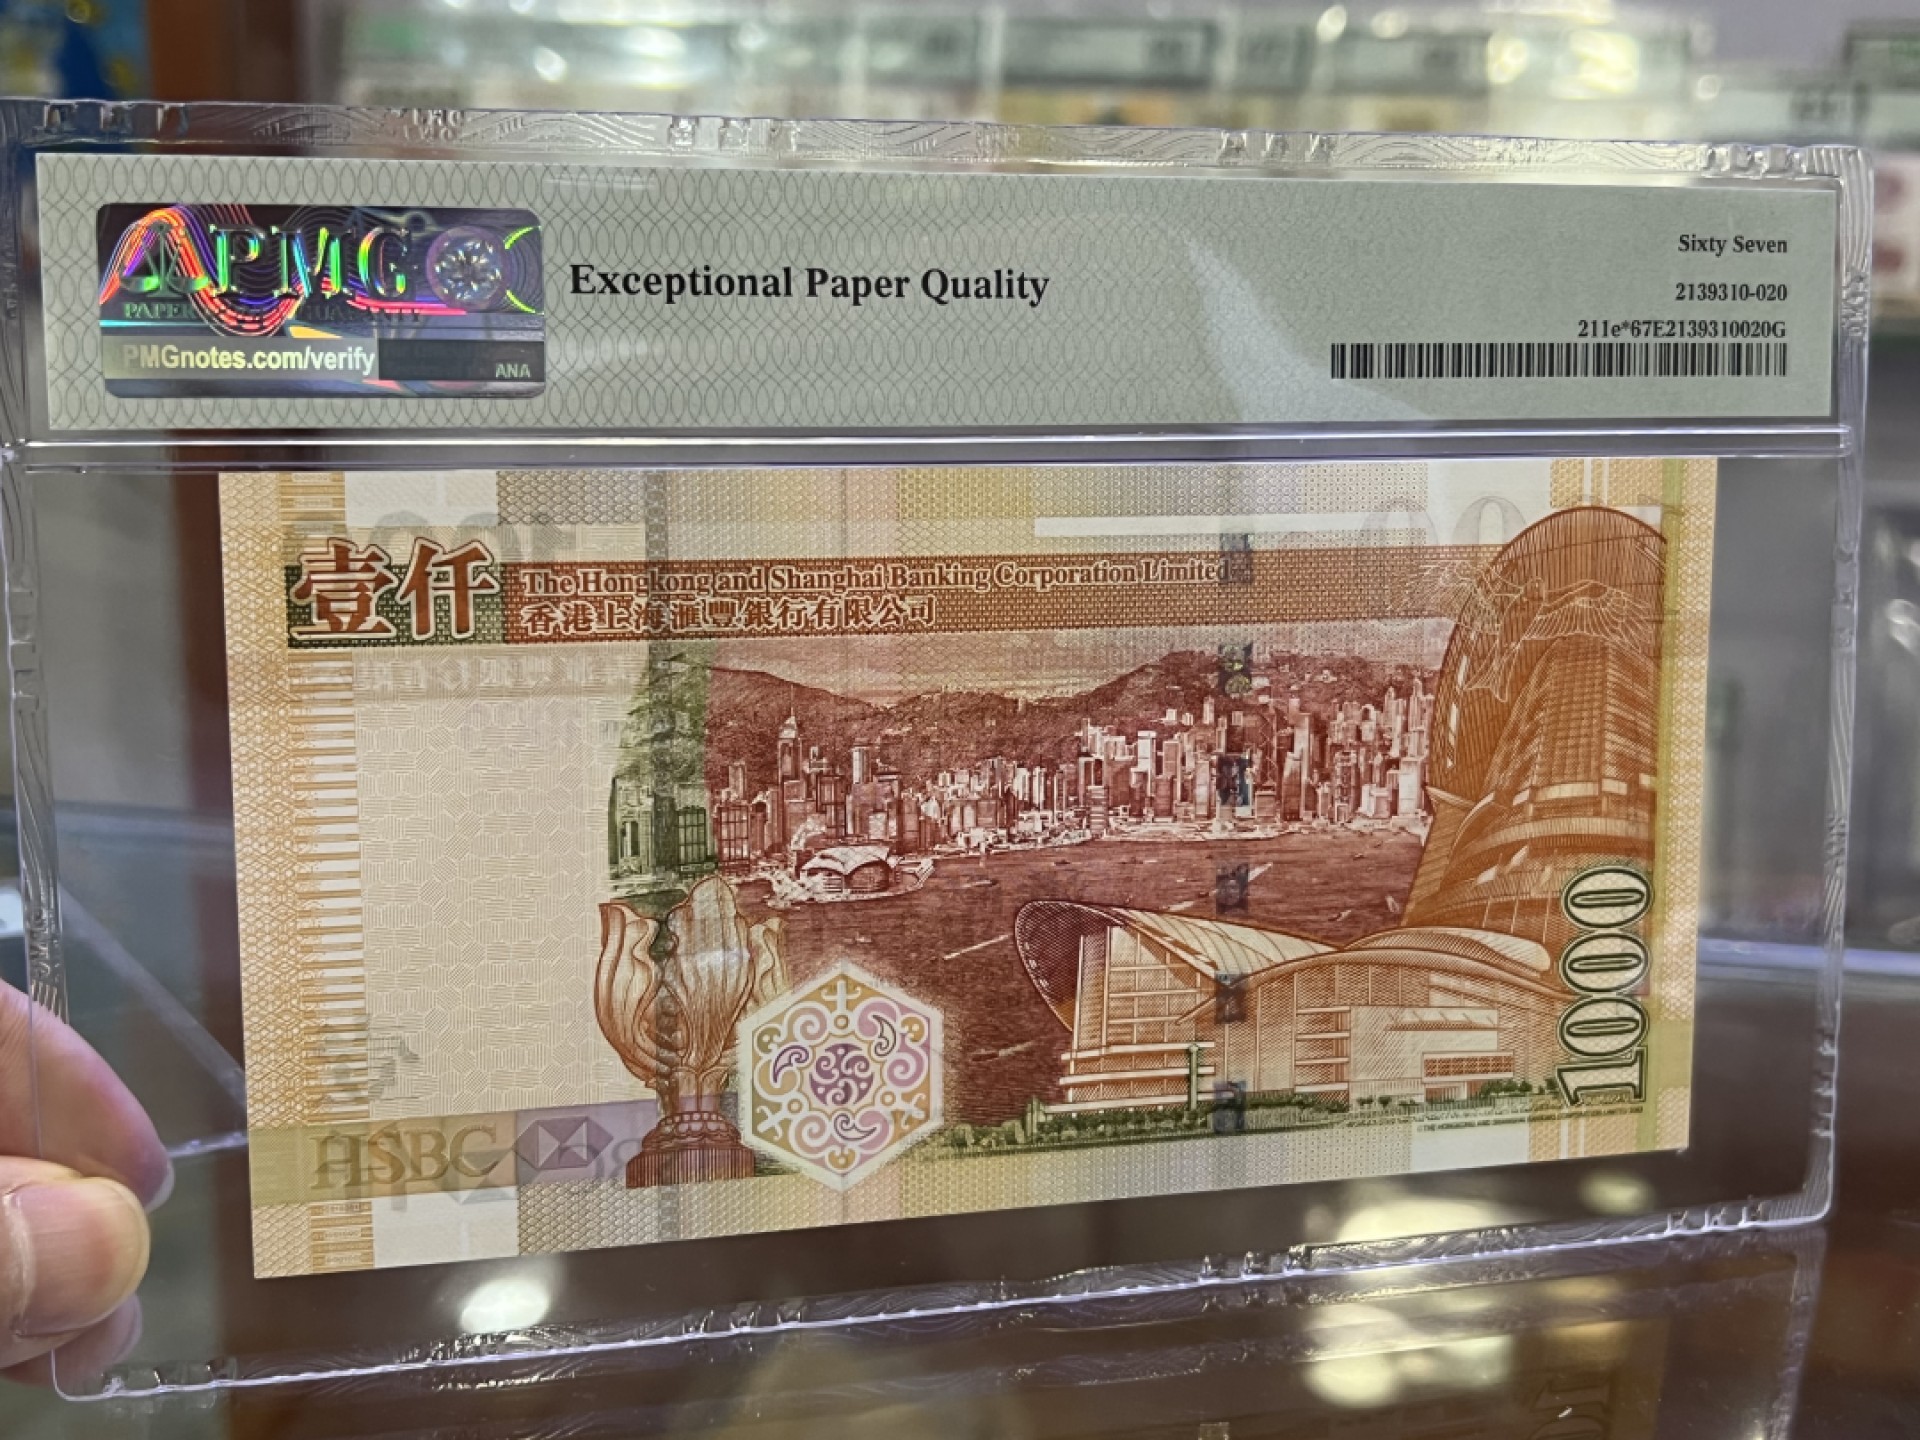 PMG
PMGnotes.com/verify
ANA
Exceptional Paper Quality
Sixty Seven
2139310-020
211e*67E2139310020G
壹仟
The Hongkong and Shanghai Banking Corporation Limited
香港上海滙豐銀行有限公司
1000
HSBC